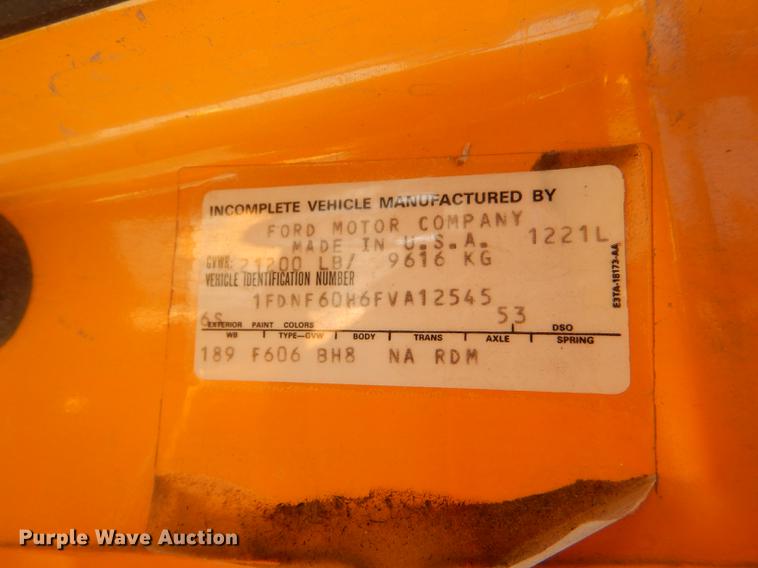 INCOMPLETE VEHICLE MANUFACTURED BY
FORD MOTOR COMPANY
MADE IN U.S.A. 1221L
GVWR: 21200 LB/ 9616 KG
VEHICLE IDENTIFICATION NUMBER
1FDNF60H6FVA12545
6S 53
EXTERIOR PAINT COLORS DSO
WB TYPE-GVW BODY TRANS AXLE SPRING
189 F606 BH8 NA RDM
E3TA-18173-AA
Purple Wave Auction®